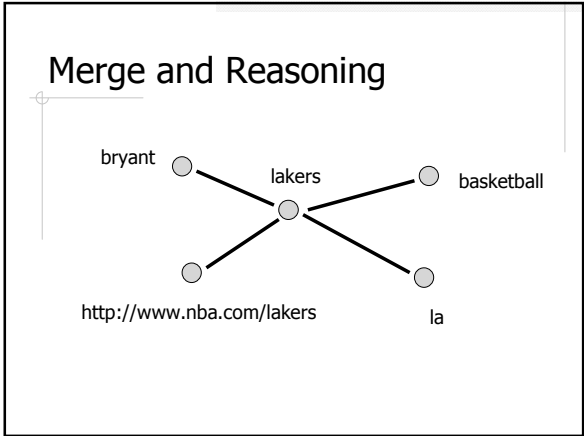 Merge and Reasoning
bryant
lakers
basketball
http://www.nba.com/lakers
la